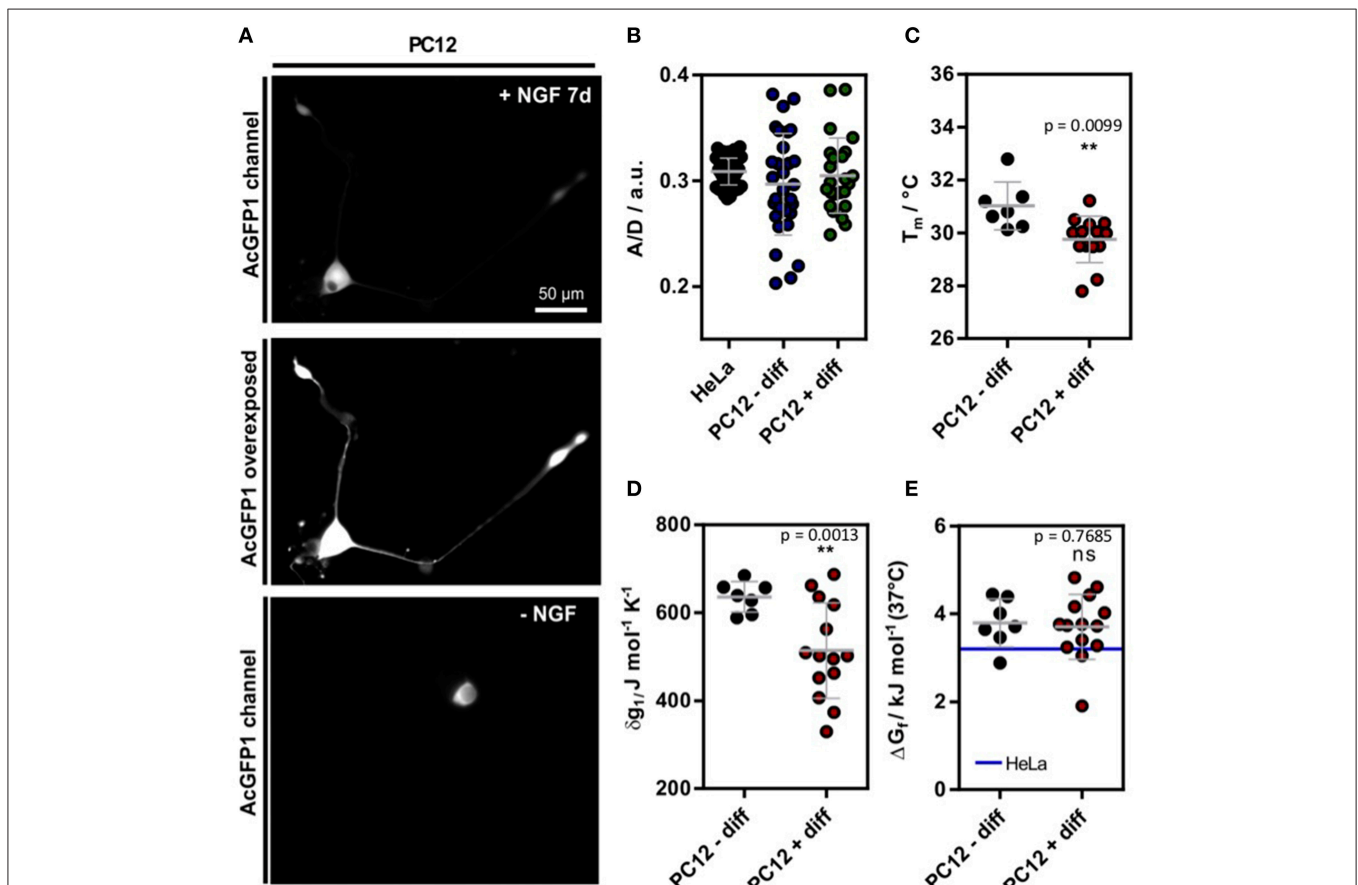 A
PC12
AcGFP1 channel
+ NGF 7d
50 µm
AcGFP1 overexposed
AcGFP1 channel
- NGF
B
A/D / a.u.
0.4
0.3
0.2
HeLa
PC12 - diff
PC12 + diff
C
Tm / °C
36
34
32
30
28
26
p = 0.0099
**
PC12 - diff
PC12 + diff
D
δg1/J mol-1 K-1
800
600
400
200
p = 0.0013
**
PC12 - diff
PC12 + diff
E
ΔGf / kJ mol-1 (37°C)
6
4
2
0
p = 0.7685
ns
HeLa
PC12 - diff
PC12 + diff